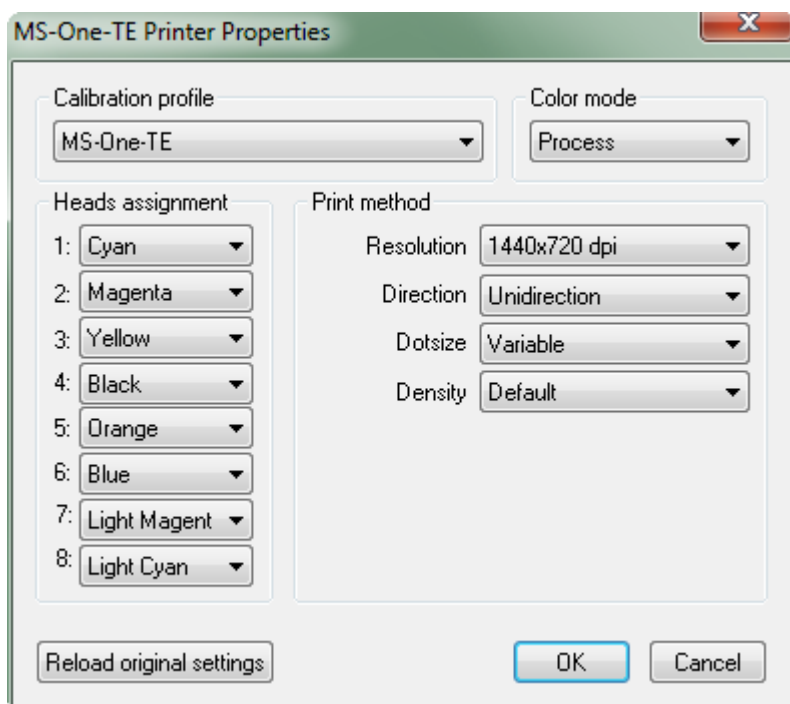 MS-One-TE Printer Properties
Calibration profile
MS-One-TE
Color mode
Process
Heads assignment
1: Cyan
2: Magenta
3: Yellow
4: Black
5: Orange
6: Blue
7: Light Magent
8: Light Cyan
Print method
Resolution 1440x720 dpi
Direction Unidirection
Dotsize Variable
Density Default
Reload original settings
OK
Cancel